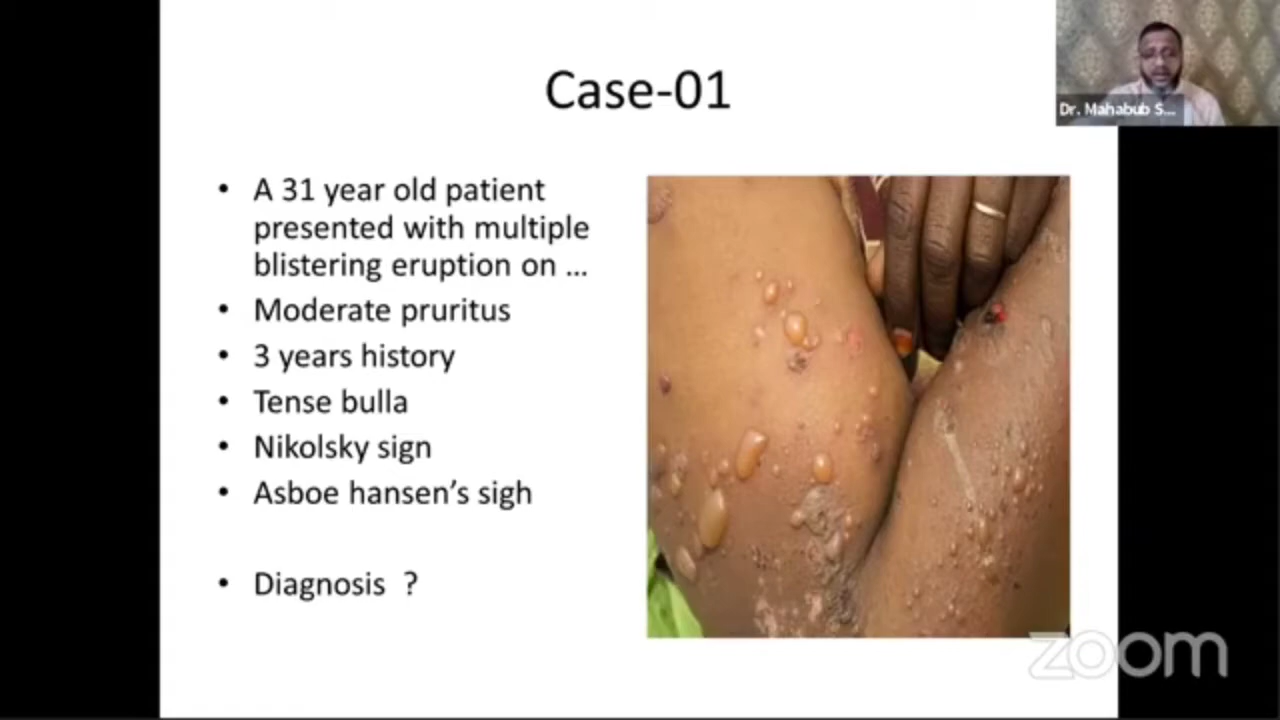 Case-01
Dr. Mahabub S...
• A 31 year old patient
presented with multiple
blistering eruption on ...
• Moderate pruritus
• 3 years history
• Tense bulla
• Nikolsky sign
• Asboe hansen's sigh
• Diagnosis ?
zoom